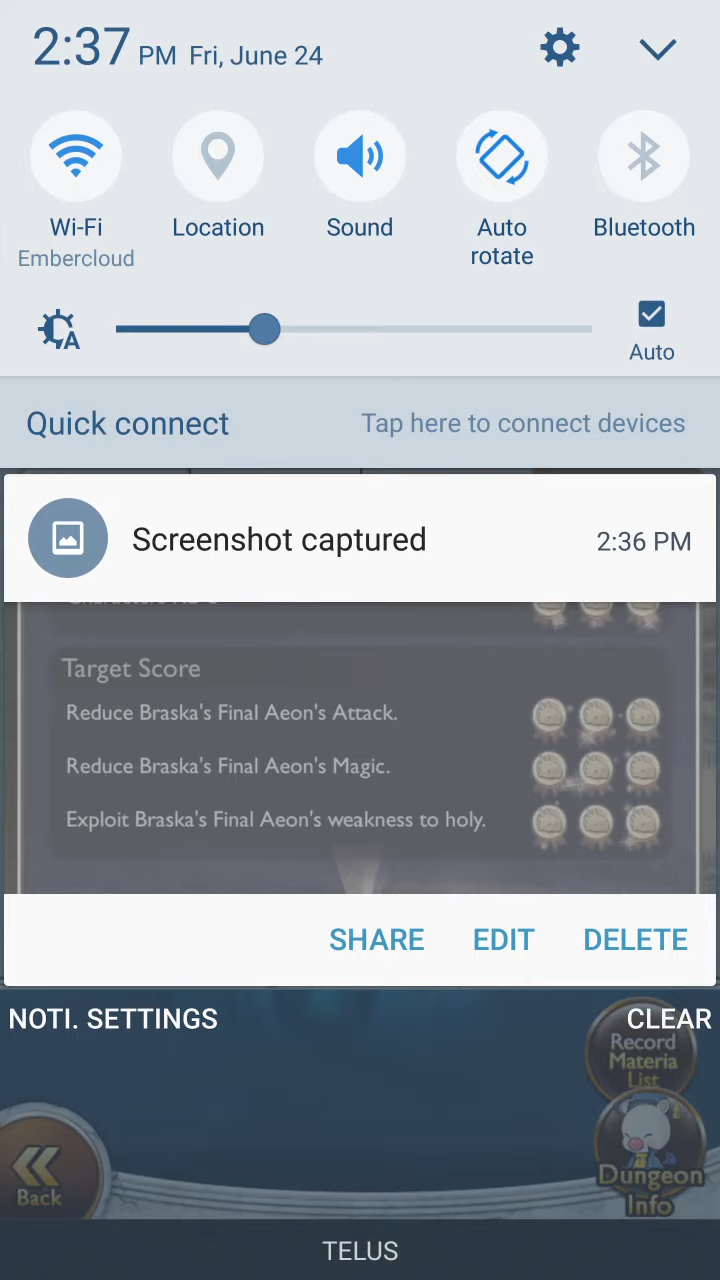 2:37 PM Fri, June 24
Wi-Fi
Embercloud
Location
Sound
Auto
rotate
Bluetooth
A
Auto
Quick connect
Tap here to connect devices
Screenshot captured
2:36 PM
Target Score
Reduce Braska's Final Aeon's Attack.
Reduce Braska's Final Aeon's Magic.
Exploit Braska's Final Aeon's weakness to holy.
SHARE
EDIT
DELETE
NOTI. SETTINGS
CLEAR
Record
Materia
List
Back
Dungeon
Info
TELUS